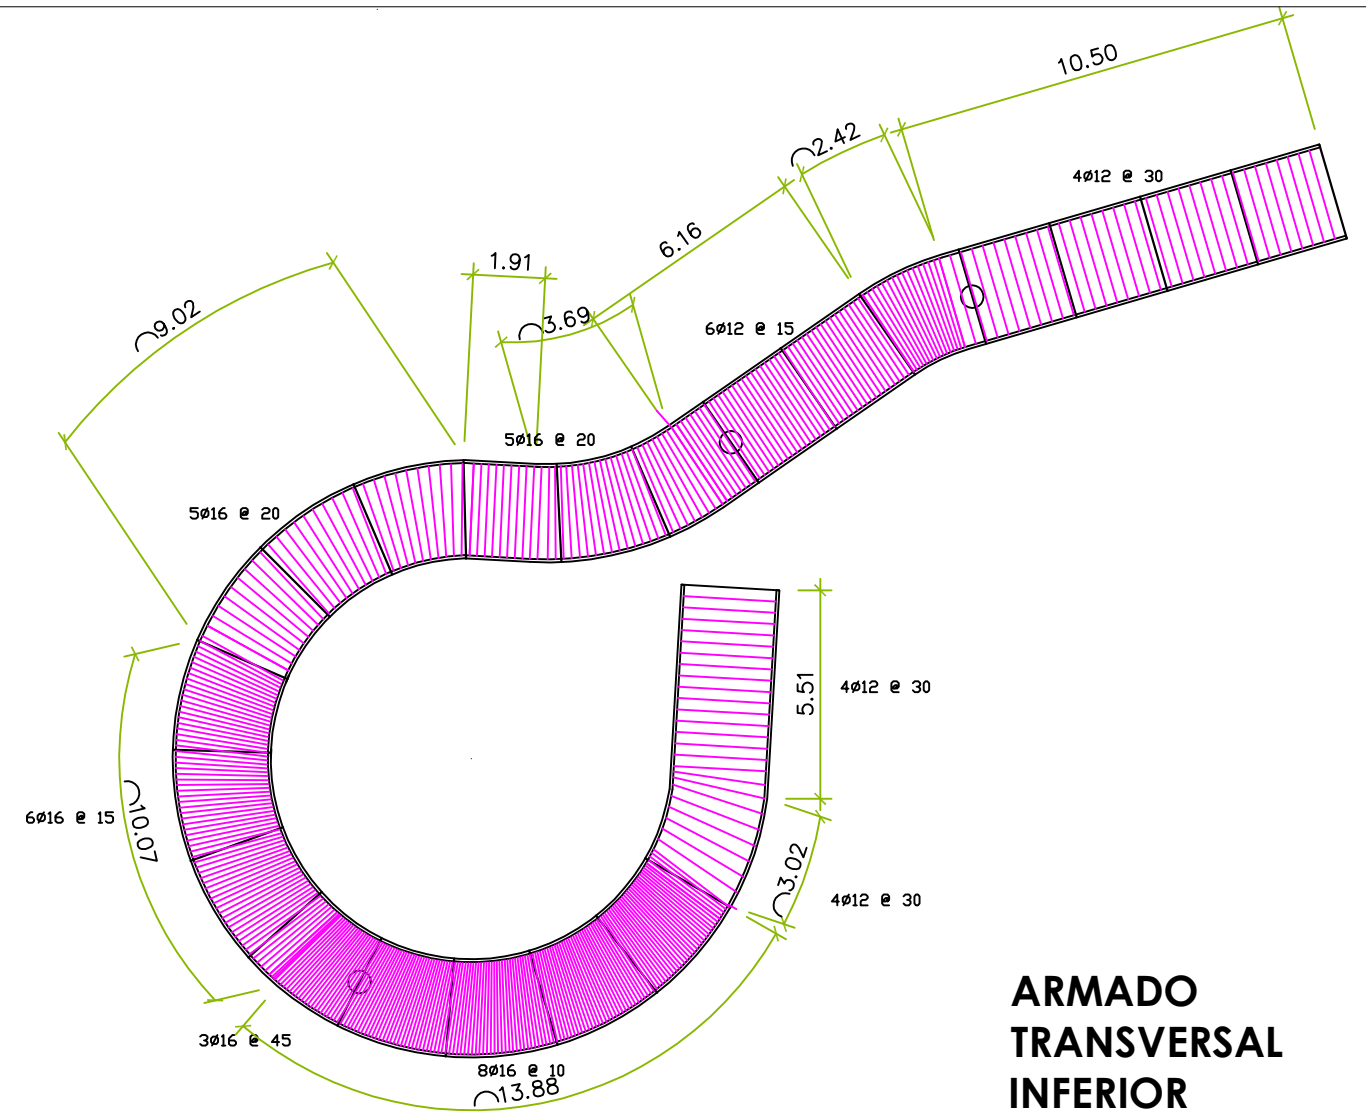 10.50
⌒2.42
4ø12 @ 30
6.16
1.91
⌒9.02
⌒3.69
6ø12 @ 15
5ø16 @ 20
5ø16 @ 20
5.51
4ø12 @ 30
6ø16 @ 15
⌒10.07
⌒3.02
4ø12 @ 30
3ø16 @ 45
8ø16 @ 10
⌒13.88
ARMADO
TRANSVERSAL
INFERIOR